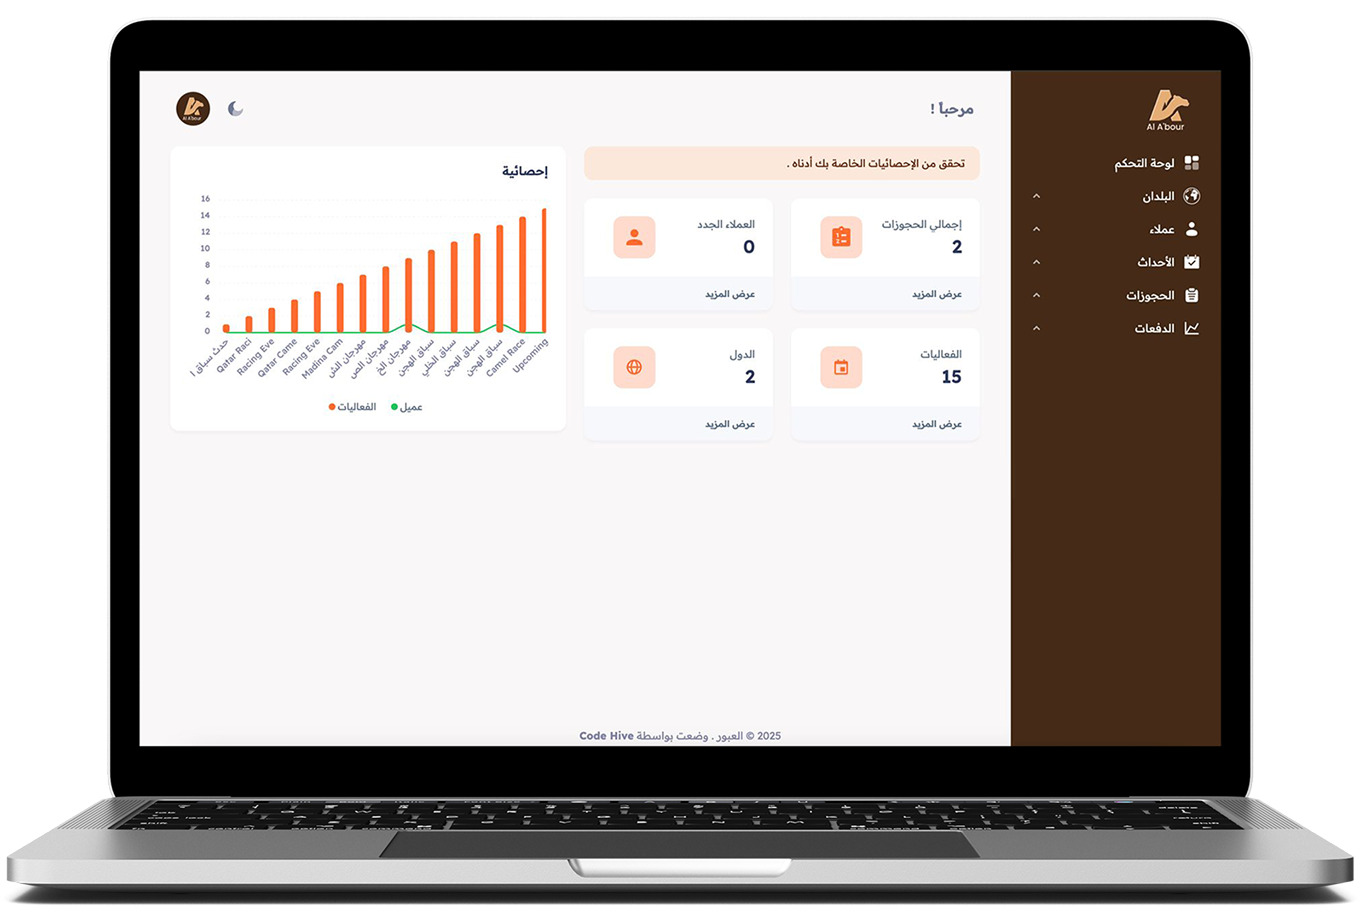 Al A'bour
لوحة التحكم
البلدان
عملاء
الأحداث
الحجوزات
الدفعات
مرحباً !
Al A'bour
تحقق من الإحصائيات الخاصة بك أدناه .
إجمالي الحجوزات
2
عرض المزيد
العملاء الجدد
0
عرض المزيد
الفعاليات
15
عرض المزيد
الدول
2
عرض المزيد
إحصائية
16
14
12
10
8
6
4
2
0
حدث سباق ا
Qatar Raci
Racing Eve
Qatar Came
Racing Eve
Madina Cam
مهرجان الش
مهرجان الص
مهرجان الخ
سباق الهجن
سباق الخلي
سباق الهجن
سباق الهجن
Camel Race
Upcoming
عميل
الفعاليات
2025 © العبور . وضعت بواسطة Code Hive